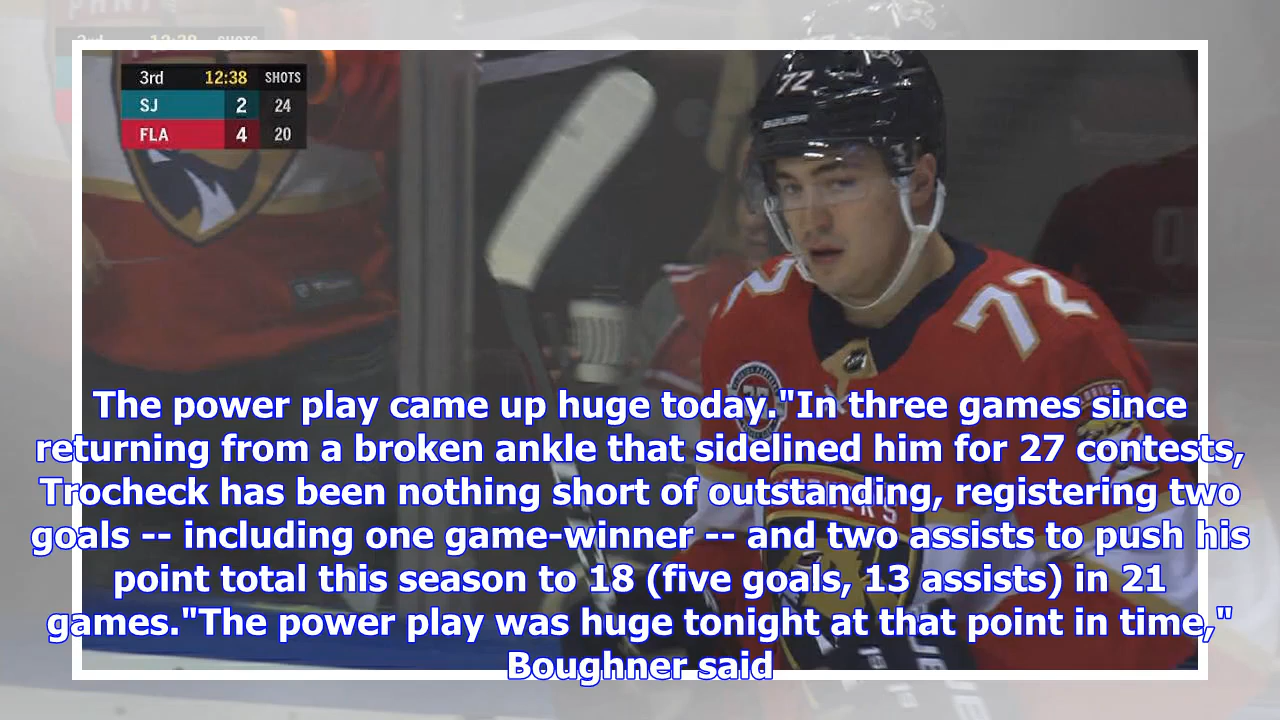 72
BAUER
3rd 12:38 SHOTS
SJ 2 24
FLA 4 20
72
The power play came up huge today."In three games since
returning from a broken ankle that sidelined him for 27 contests,
Trocheck has been nothing short of outstanding, registering two
goals -- including one game-winner -- and two assists to push his
point total this season to 18 (five goals, 13 assists) in 21
games."The power play was huge tonight at that point in time,"
Boughner said